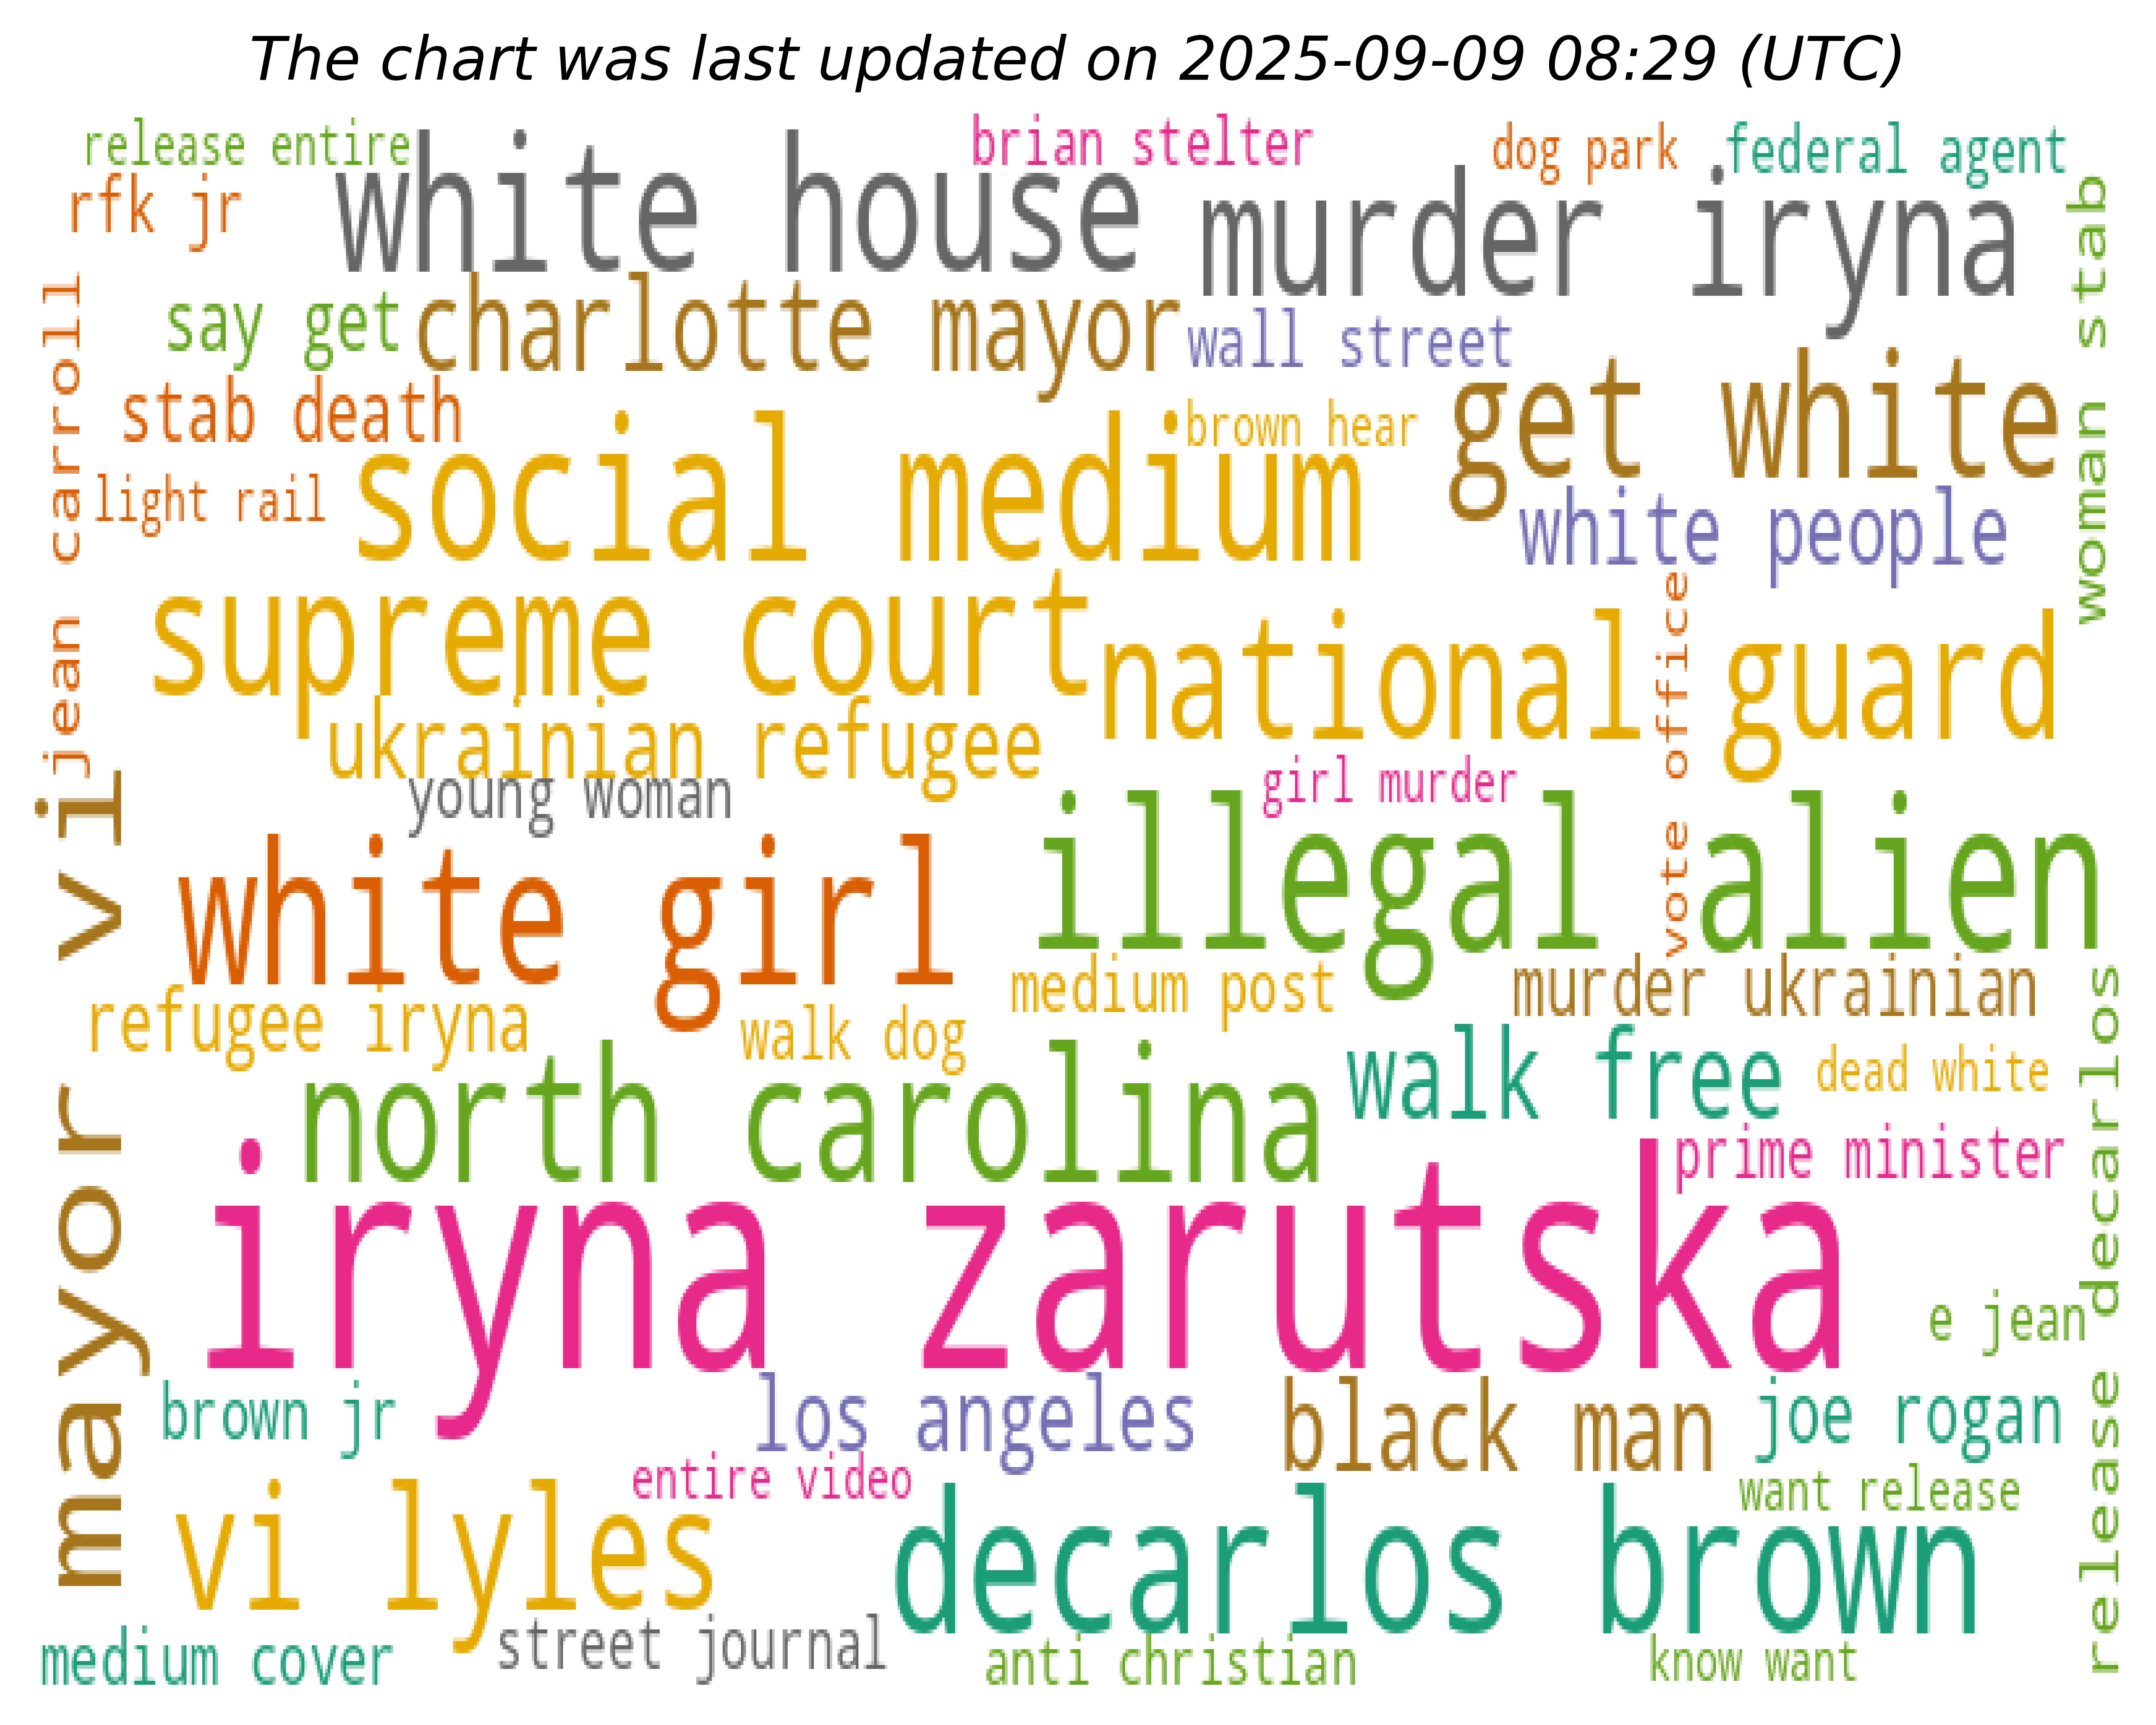 The chart was last updated on 2025-09-09 08:29 (UTC)
release entire
brian stelter
dog park
federal agent
rfk jr
white house
murder iryna
say get
charlotte mayor
wall street
woman stab
jean carroll
stab death
brown hear
get white
light rail
social medium
white people
supreme court
national guard
vote office
ukrainian refugee
young woman
girl murder
mayor vi
white girl
illegal alien
refugee iryna
walk dog
medium post
murder ukrainian
north carolina
walk free
dead white
release decarlos
iryna zarutska
prime minister
e jean
brown jr
los angeles
black man
joe rogan
entire video
want release
vi lyles
decarlos brown
medium cover
street journal
anti christian
know want